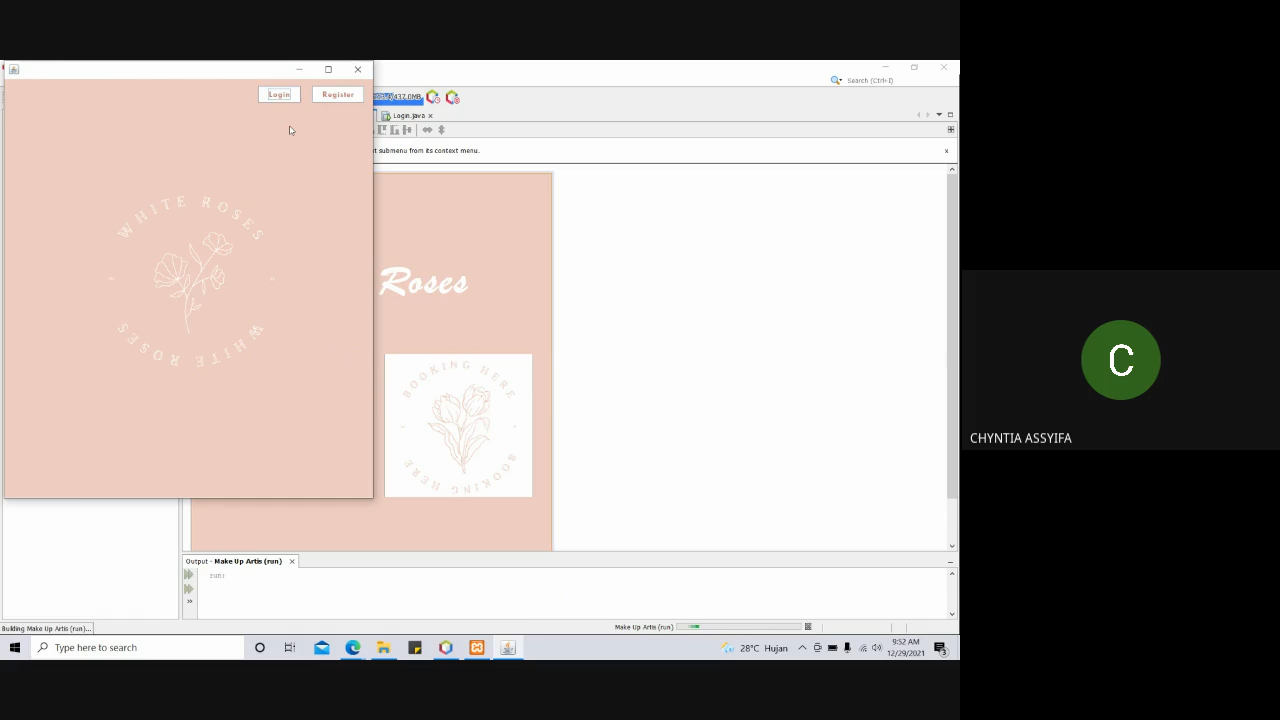 Login
Register
WHITE ROSES
WHITE ROSES
437.0MB
Search (Ctrl+I)
Login.java
t submenu from its context menu.
Roses
BOOKING HERE
BOOKING HERE
Output - Make Up Artis (run)
run:
Building Make Up Artis (run)...
Make Up Artis (run)
Type here to search
28°C Hujan
9:52 AM
12/29/2021
3
C
CHYNTIA ASSYIFA